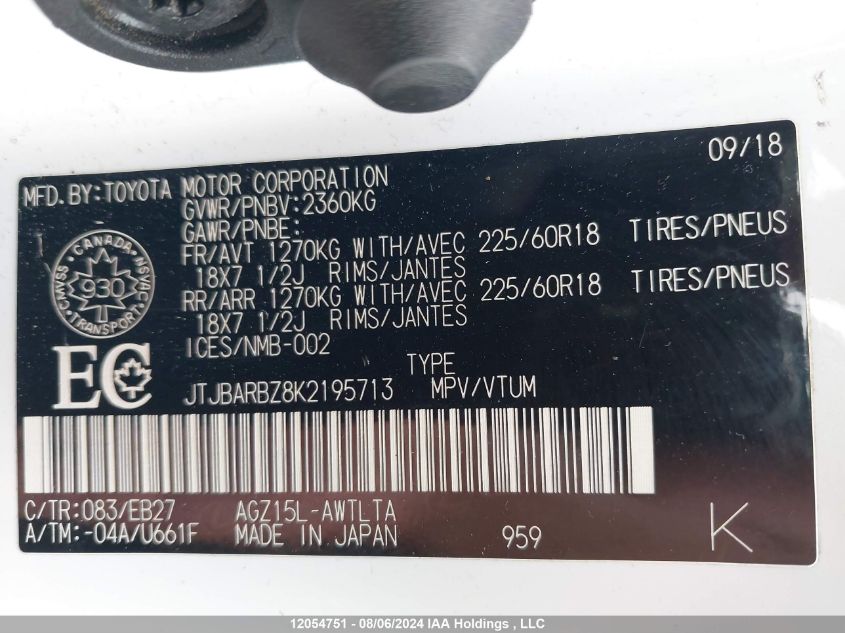 09/18
MFD.BY:TOYOTA MOTOR CORPORATION
GVWR/PNBV:2360KG
GAWR/PNBE:
FR/AVT 1270KG WITH/AVEC 225/60R18 TIRES/PNEUS
18X7 1/2J RIMS/JANTES
RR/ARR 1270KG WITH/AVEC 225/60R18 TIRES/PNEUS
18X7 1/2J RIMS/JANTES
ICES/NMB-002
CANADA
930
TRANSPORT
CMVSS
NSVAC
EC
TYPE
JTJBARBZ8K2195713 MPV/VTUM
C/TR:083/EB27 AGZ15L-AWTLTA
A/TM:-04A/U661F MADE IN JAPAN 959 K
12054751 - 08/06/2024 IAA Holdings , LLC